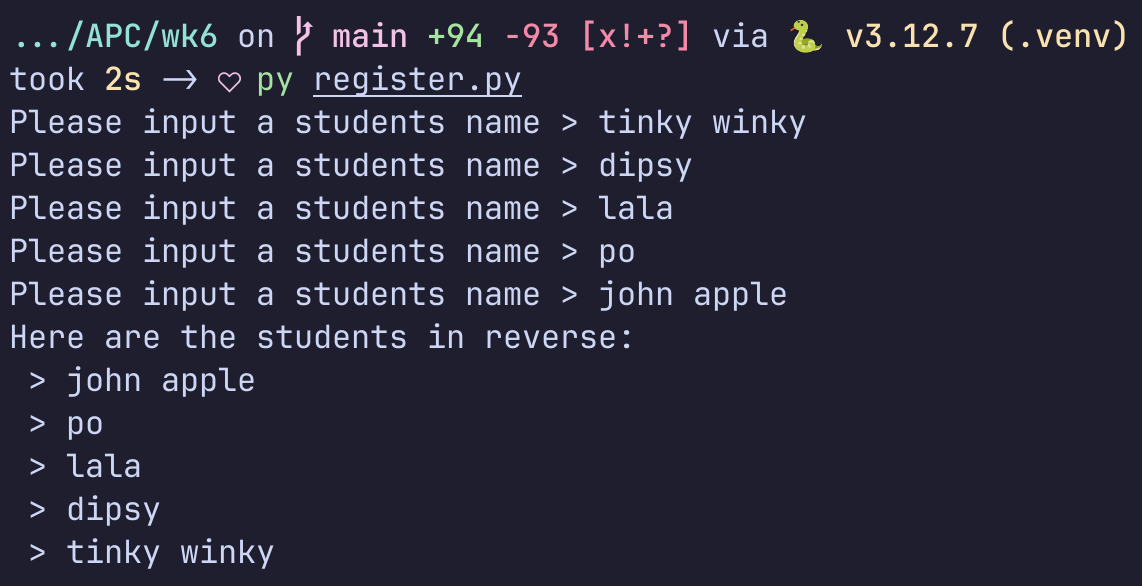 .../APC/wk6 on main +94 -93 [x!+?] via 🐍 v3.12.7 (.venv)
took 2s → ♡ py register.py
Please input a students name > tinky winky
Please input a students name > dipsy
Please input a students name > lala
Please input a students name > po
Please input a students name > john apple
Here are the students in reverse:
 > john apple
 > po
 > lala
 > dipsy
 > tinky winky